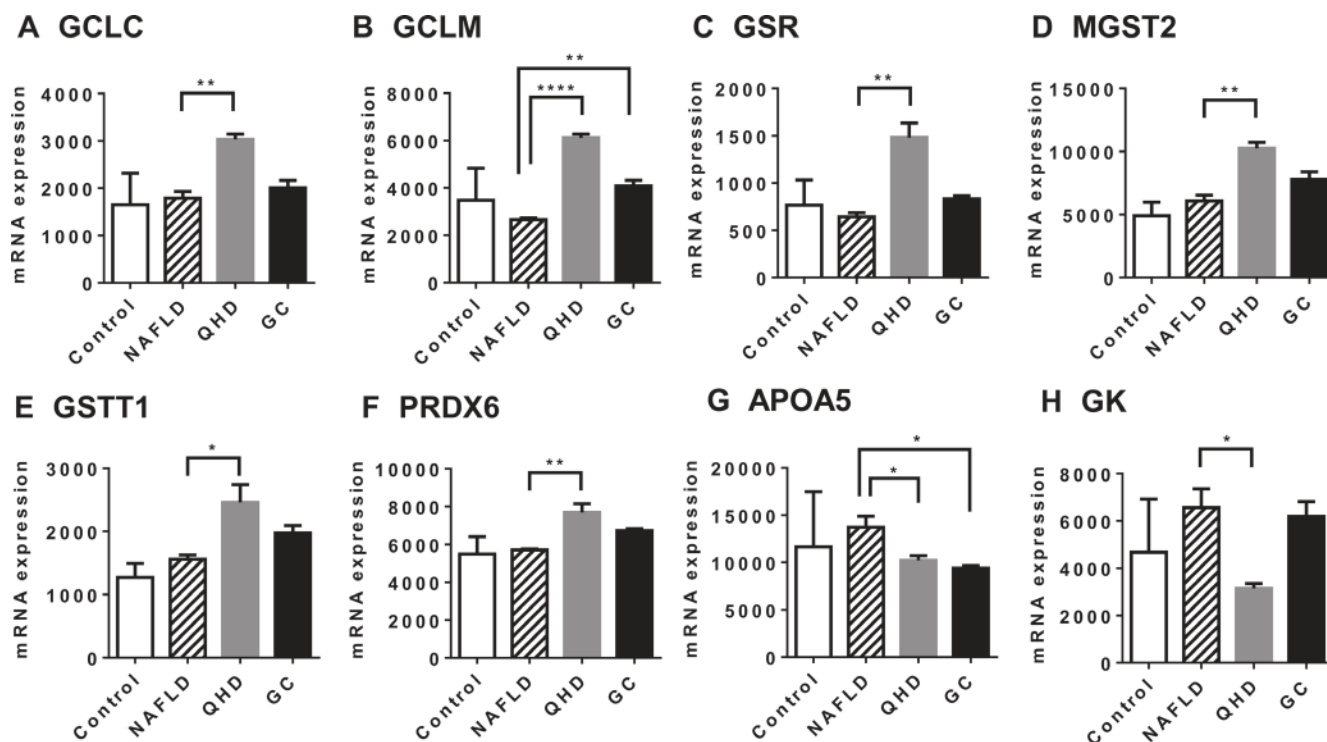 A GCLC
**
mRNA expression
4000
3000
2000
1000
0
Control
NAFLD
QHD
GC
B GCLM
**
****
mRNA expression
8000
6000
4000
2000
0
Control
NAFLD
QHD
GC
C GSR
**
mRNA expression
2000
1500
1000
500
0
Control
NAFLD
QHD
GC
D MGST2
**
mRNA expression
15000
10000
5000
0
Control
NAFLD
QHD
GC
E GSTT1
*
mRNA expression
3000
2000
1000
0
Control
NAFLD
QHD
GC
F PRDX6
**
mRNA expression
10000
8000
6000
4000
2000
0
Control
NAFLD
QHD
GC
G APOA5
*
*
mRNA expression
20000
15000
10000
5000
0
Control
NAFLD
QHD
GC
H GK
*
mRNA expression
8000
6000
4000
2000
0
Control
NAFLD
QHD
GC